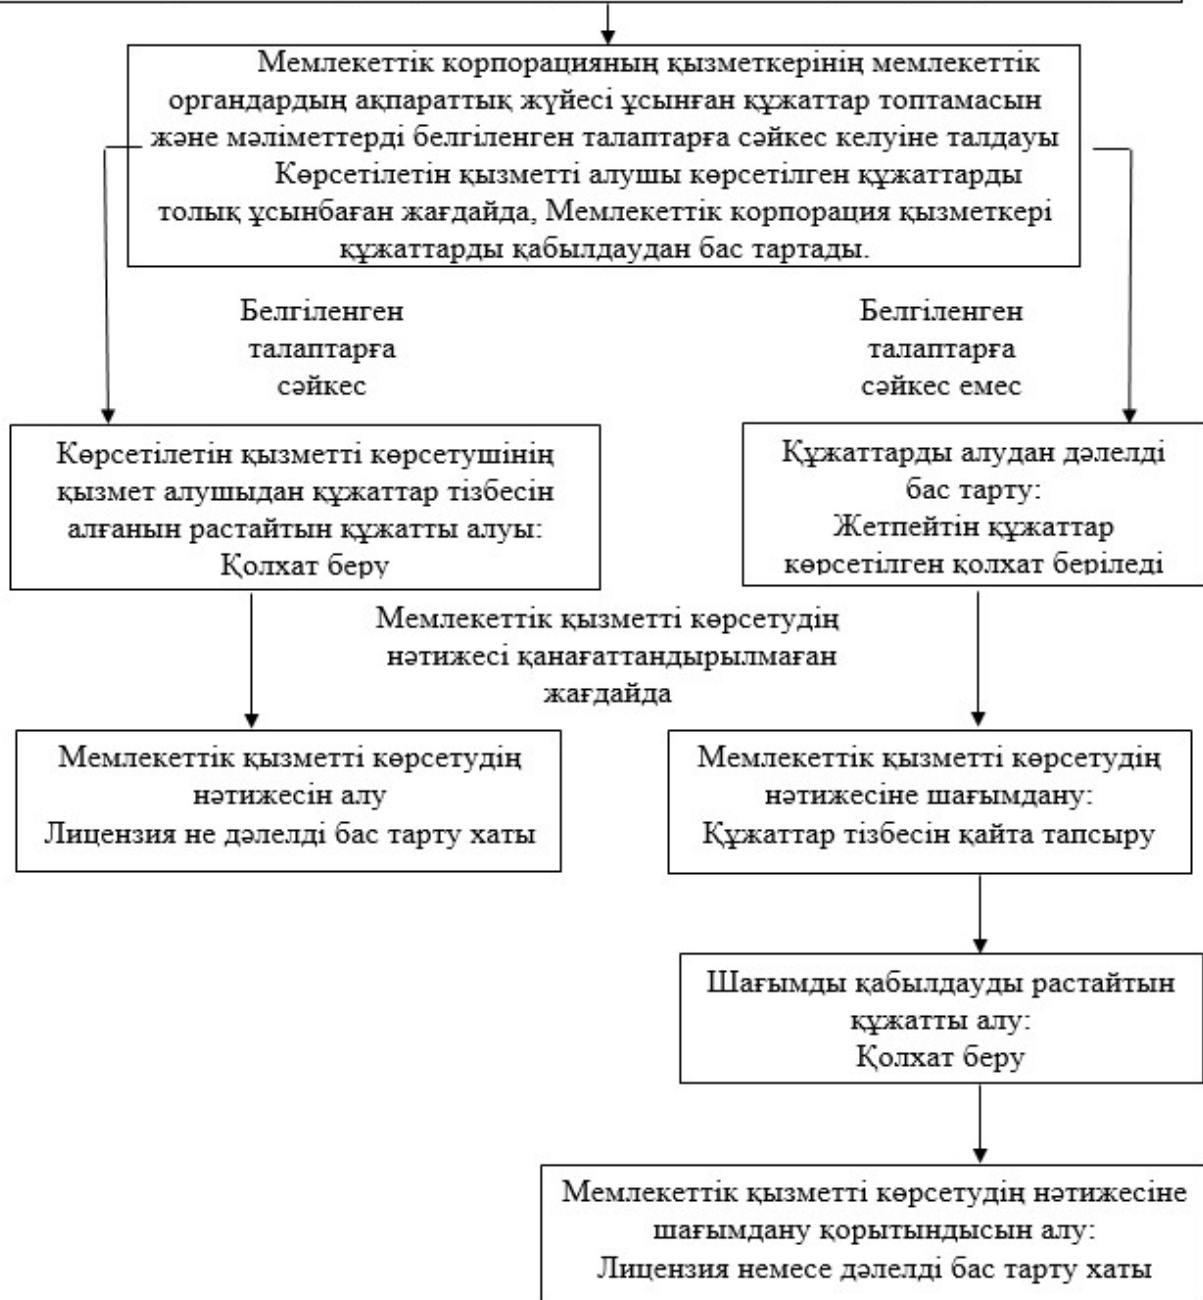 Мемлекеттік корпорацияның қызметкерінің мемлекеттік
органдардың ақпараттық жүйесі ұсынған құжаттар топтамасын
және мәліметтерді белгіленген талаптарға сәйкес келуіне талдауы
Көрсетілетін қызметті алушы көрсетілген құжаттарды
толық ұсынбаған жағдайда, Мемлекеттік корпорация қызметкері
құжаттарды қабылдаудан бас тартады.
Белгіленген
талаптарға
сәйкес
Белгіленген
талаптарға
сәйкес емес
Көрсетілетін қызметті көрсетушінің
қызмет алушыдан құжаттар тізбесін
алғанын растайтын құжатты алуы:
Қолхат беру
Құжаттарды алудан дәлелді
бас тарту:
Жетпейтін құжаттар
көрсетілген қолхат беріледі
Мемлекеттік қызметті көрсетудің
нәтижесі қанағаттандырылмаған
жағдайда
Мемлекеттік қызметті көрсетудің
нәтижесін алу
Лицензия не дәлелді бас тарту хаты
Мемлекеттік қызметті көрсетудің
нәтижесіне шағымдану:
Құжаттар тізбесін қайта тапсыру
Шағымды қабылдауды растайтын
құжатты алу:
Қолхат беру
Мемлекеттік қызметті көрсетудің нәтижесіне
шағымдану қорытындысын алу:
Лицензия немесе дәлелді бас тарту хаты